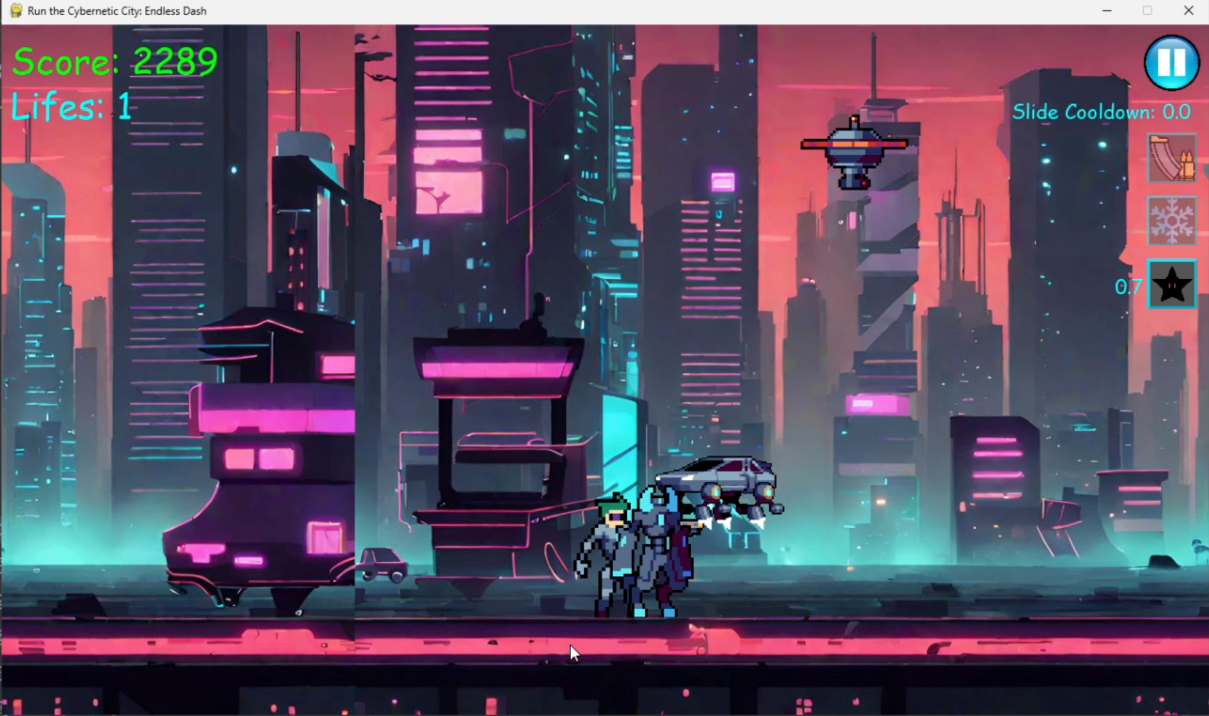 Run the Cybernetic City: Endless Dash
Score: 2289
Lifes: 1
Slide Cooldown: 0.0
0.7